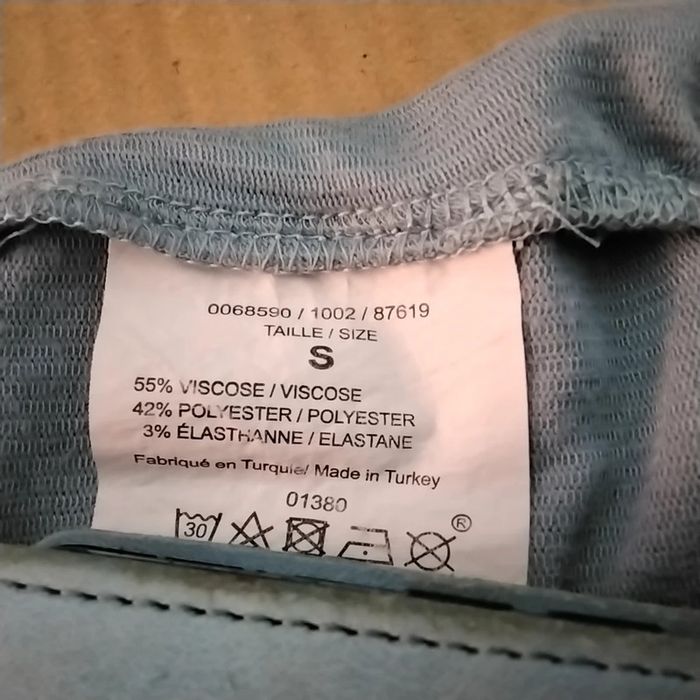 0068590 / 1002 / 87619
TAILLE / SIZE
S
55% VISCOSE / VISCOSE
42% POLYESTER / POLYESTER
3% ÉLASTHANNE / ELASTANE
Fabriqué en Turquie/ Made in Turkey
01380
30
®